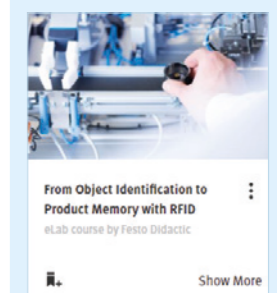 From Object Identification to
Product Memory with RFID
eLab course by Festo Didactic
Show More